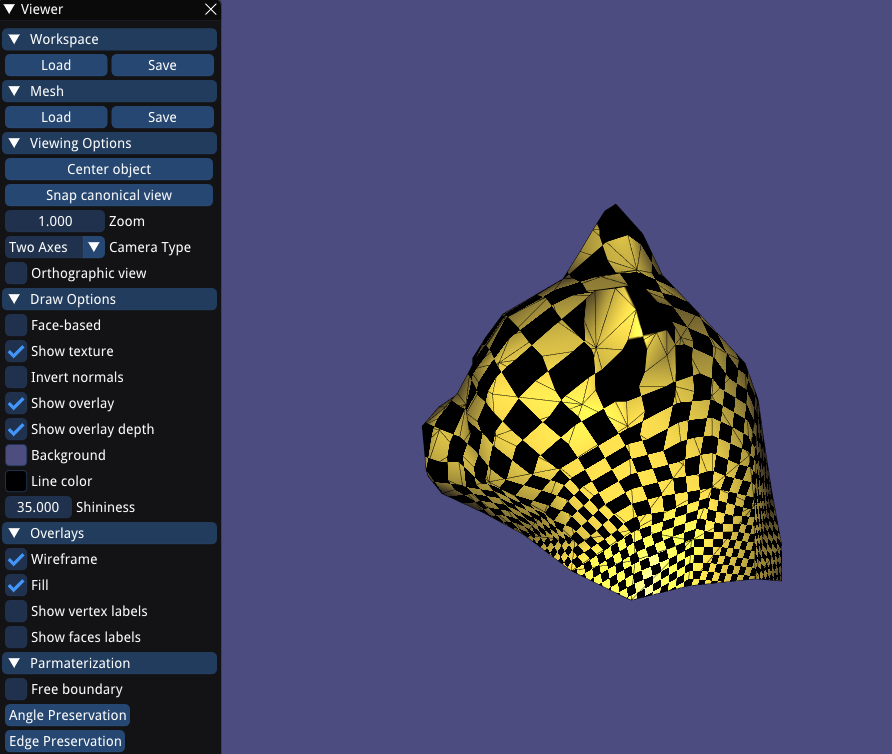 Viewer
Workspace
Load Save
Mesh
Load Save
Viewing Options
Center object
Snap canonical view
1.000 Zoom
Two Axes Camera Type
Orthographic view
Draw Options
Face-based
Show texture
Invert normals
Show overlay
Show overlay depth
Background
Line color
35.000 Shininess
Overlays
Wireframe
Fill
Show vertex labels
Show faces labels
Parmaterization
Free boundary
Angle Preservation
Edge Preservation